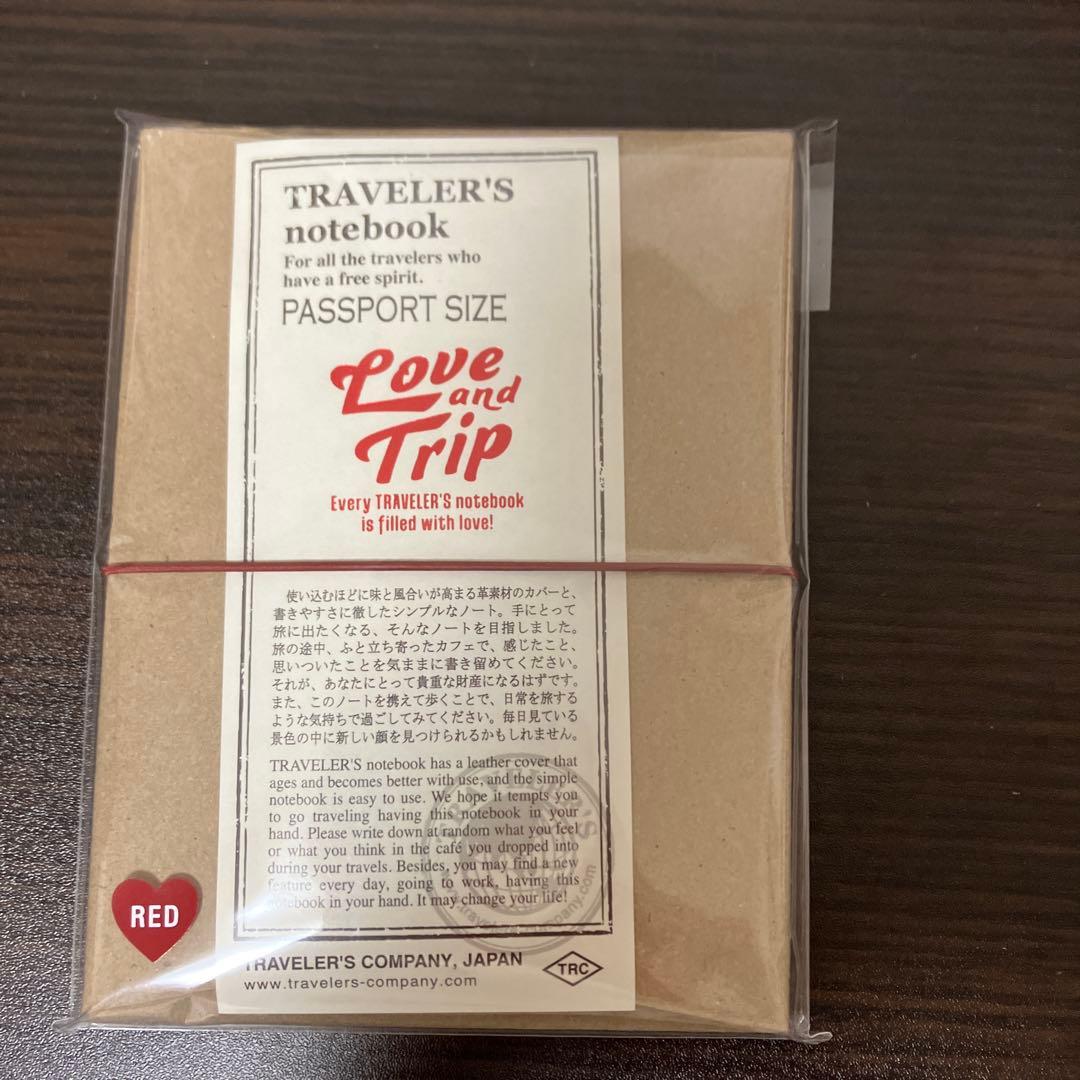 TRAVELER'S
notebook
For all the travelers who
have a free spirit.
PASSPORT SIZE
Love
and
Trip
Every TRAVELER'S notebook
is filled with love!
使い込むほどに味と風合いが高まる革素材のカバーと、
書きやすさに徹したシンプルなノート。手にとって
旅に出たくなる、そんなノートを目指しました。
旅の途中、ふと立ち寄ったカフェで、感じたこと、
思いついたことを気ままに書き留めてください。
それが、あなたにとって貴重な財産になるはずです。
また、このノートを携えて歩くことで、日常を旅する
ような気持ちで過ごしてみてください。毎日見ている
景色の中に新しい顔を見つけられるかもしれません。
TRAVELER'S notebook has a leather cover that
ages and becomes better with use, and the simple
notebook is easy to use. We hope it tempts you
to go traveling having this notebook in your
hand. Please write down at random what you feel
or what you think in the café you dropped into
during your travels. Besides, you may find a new
feature every day, going to work, having this
notebook in your hand. It may change your life!
RED
TRAVELER'S COMPANY, JAPAN
TRC
www.travelers-company.com